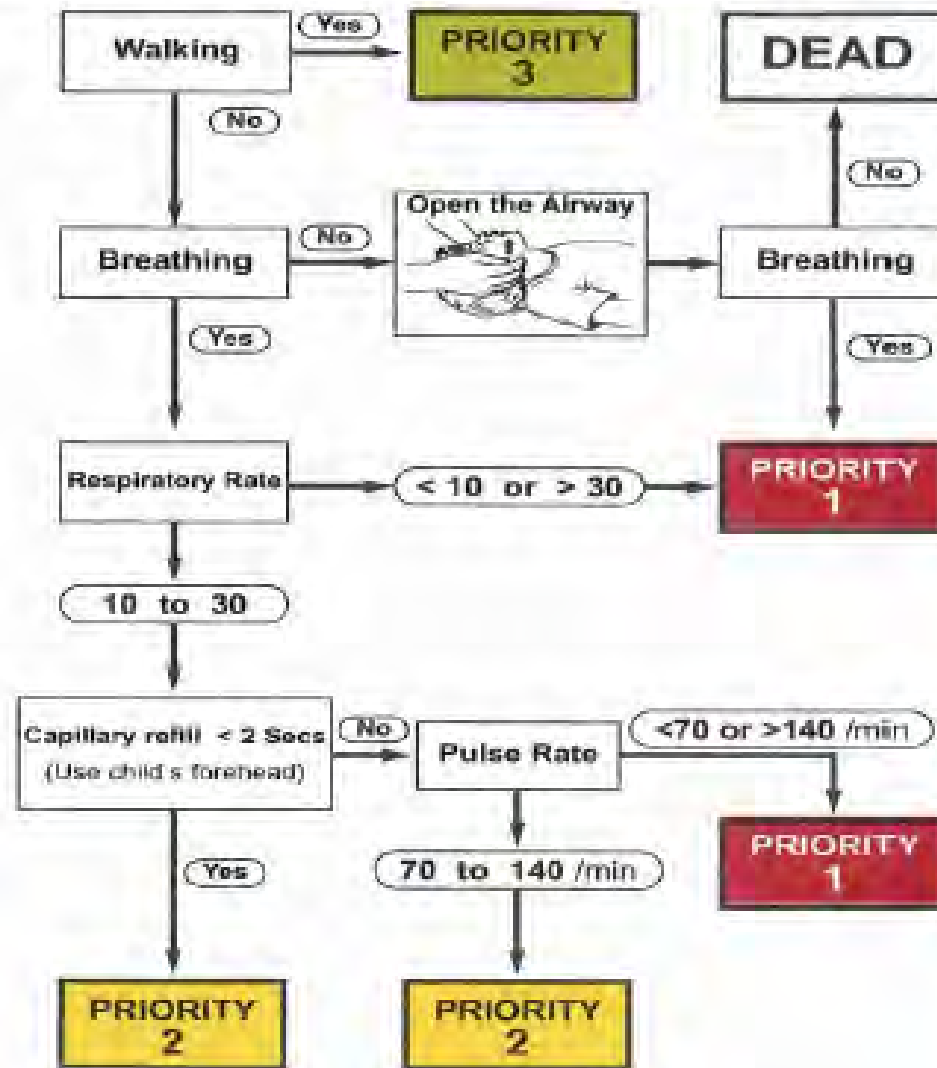 Walking
Yes
PRIORITY
3
DEAD
No
No
Open the Airway
Breathing
No
Breathing
Yes
Yes
Respiratory Rate
< 10 or > 30
PRIORITY
1
10 to 30
Capillary refill < 2 Secs
(Use child s forehead)
No
Pulse Rate
<70 or >140 /min
PRIORITY
1
Yes
70 to 140 /min
PRIORITY
2
PRIORITY
2